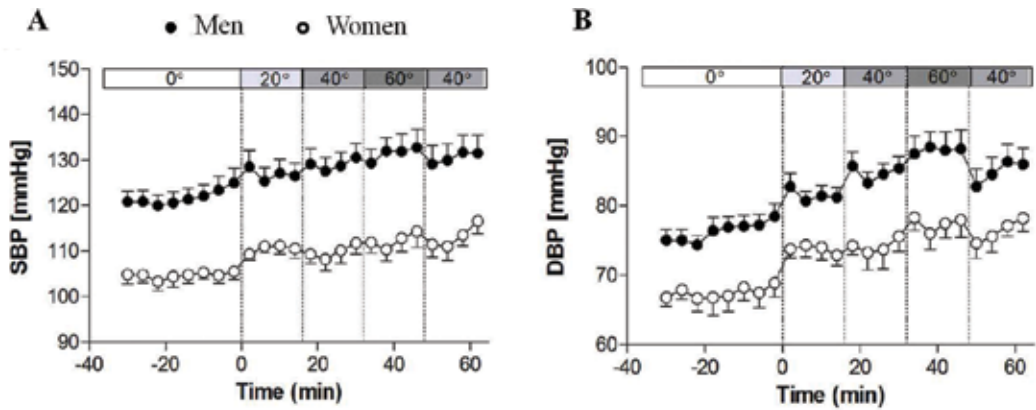 A
● Men ○ Women
SBP [mmHg]
150
140
130
120
110
100
90
0° 20° 40° 60° 40°
-40 -20 0 20 40 60
Time (min)
B
DBP [mmHg]
100
90
80
70
60
0° 20° 40° 60° 40°
-40 -20 0 20 40 60
Time (min)